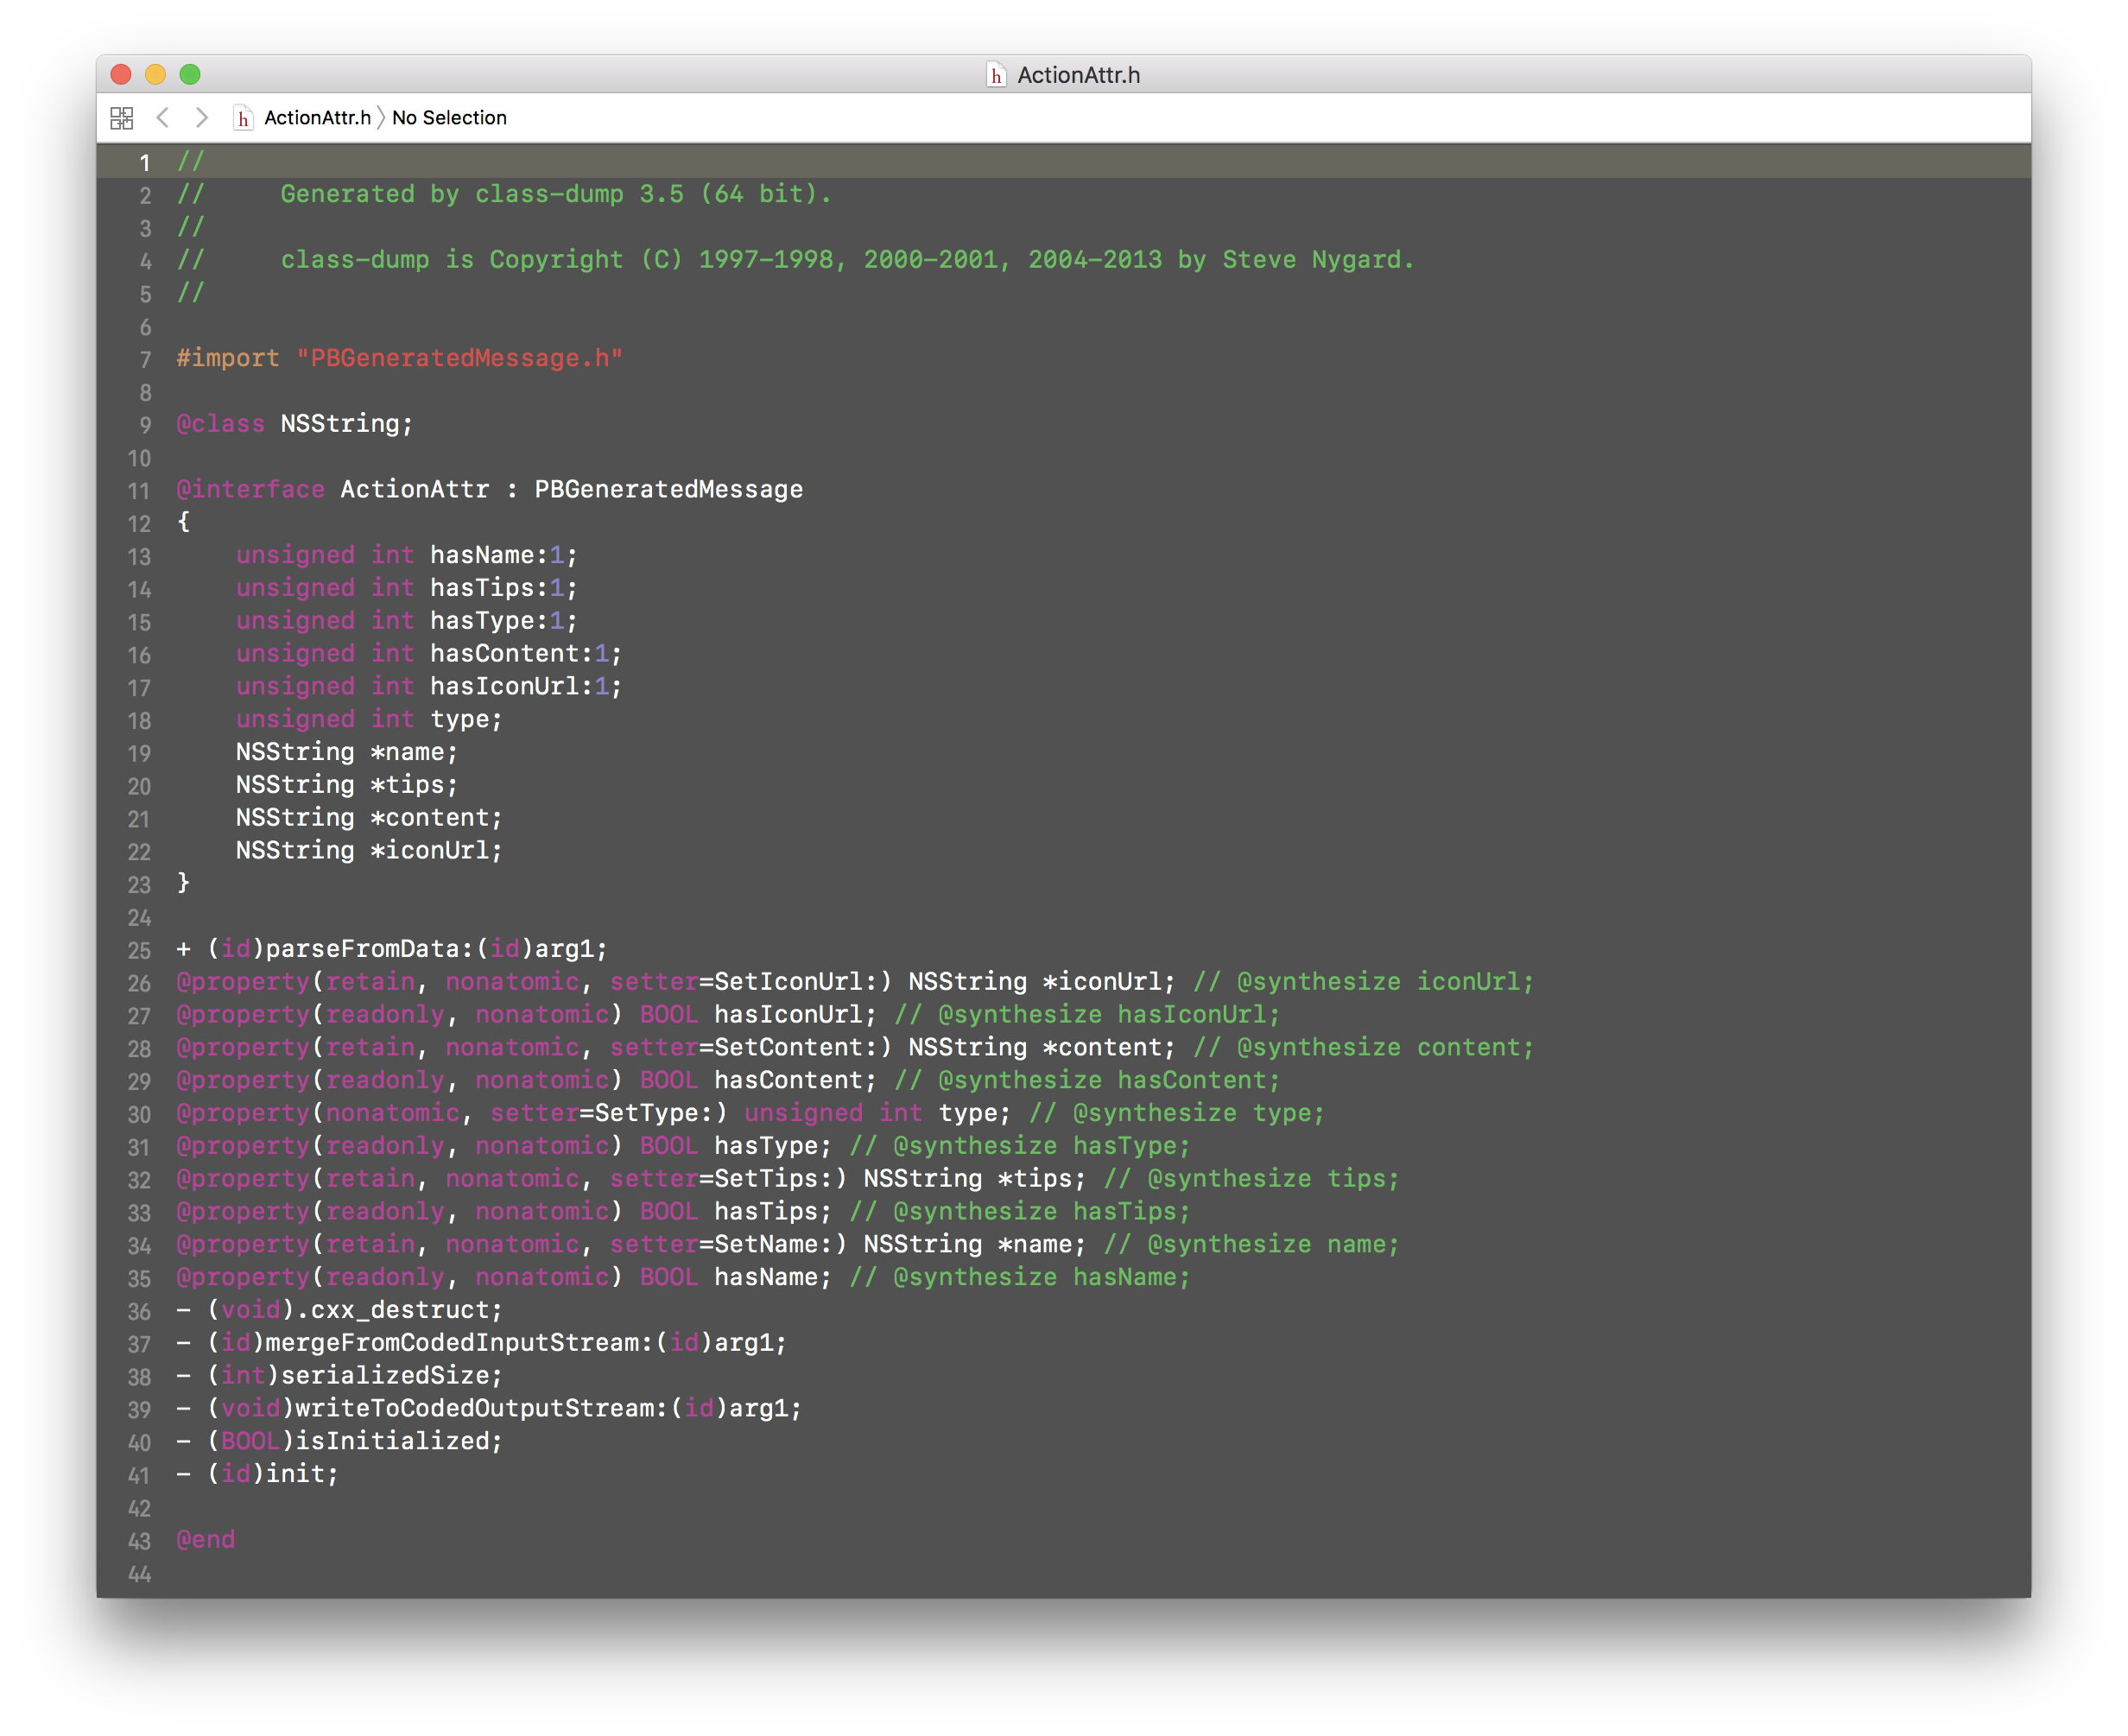 h ActionAttr.h
h ActionAttr.h No Selection
1 //
2 //     Generated by class-dump 3.5 (64 bit).
3 //
4 //     class-dump is Copyright (C) 1997-1998, 2000-2001, 2004-2013 by Steve Nygard.
5 //
6
7 #import "PBGeneratedMessage.h"
8
9 @class NSString;
10
11 @interface ActionAttr : PBGeneratedMessage
12 {
13     unsigned int hasName:1;
14     unsigned int hasTips:1;
15     unsigned int hasType:1;
16     unsigned int hasContent:1;
17     unsigned int hasIconUrl:1;
18     unsigned int type;
19     NSString *name;
20     NSString *tips;
21     NSString *content;
22     NSString *iconUrl;
23 }
24
25 + (id)parseFromData:(id)arg1;
26 @property(retain, nonatomic, setter=SetIconUrl:) NSString *iconUrl; // @synthesize iconUrl;
27 @property(readonly, nonatomic) BOOL hasIconUrl; // @synthesize hasIconUrl;
28 @property(retain, nonatomic, setter=SetContent:) NSString *content; // @synthesize content;
29 @property(readonly, nonatomic) BOOL hasContent; // @synthesize hasContent;
30 @property(nonatomic, setter=SetType:) unsigned int type; // @synthesize type;
31 @property(readonly, nonatomic) BOOL hasType; // @synthesize hasType;
32 @property(retain, nonatomic, setter=SetTips:) NSString *tips; // @synthesize tips;
33 @property(readonly, nonatomic) BOOL hasTips; // @synthesize hasTips;
34 @property(retain, nonatomic, setter=SetName:) NSString *name; // @synthesize name;
35 @property(readonly, nonatomic) BOOL hasName; // @synthesize hasName;
36 - (void).cxx_destruct;
37 - (id)mergeFromCodedInputStream:(id)arg1;
38 - (int)serializedSize;
39 - (void)writeToCodedOutputStream:(id)arg1;
40 - (BOOL)isInitialized;
41 - (id)init;
42
43 @end
44